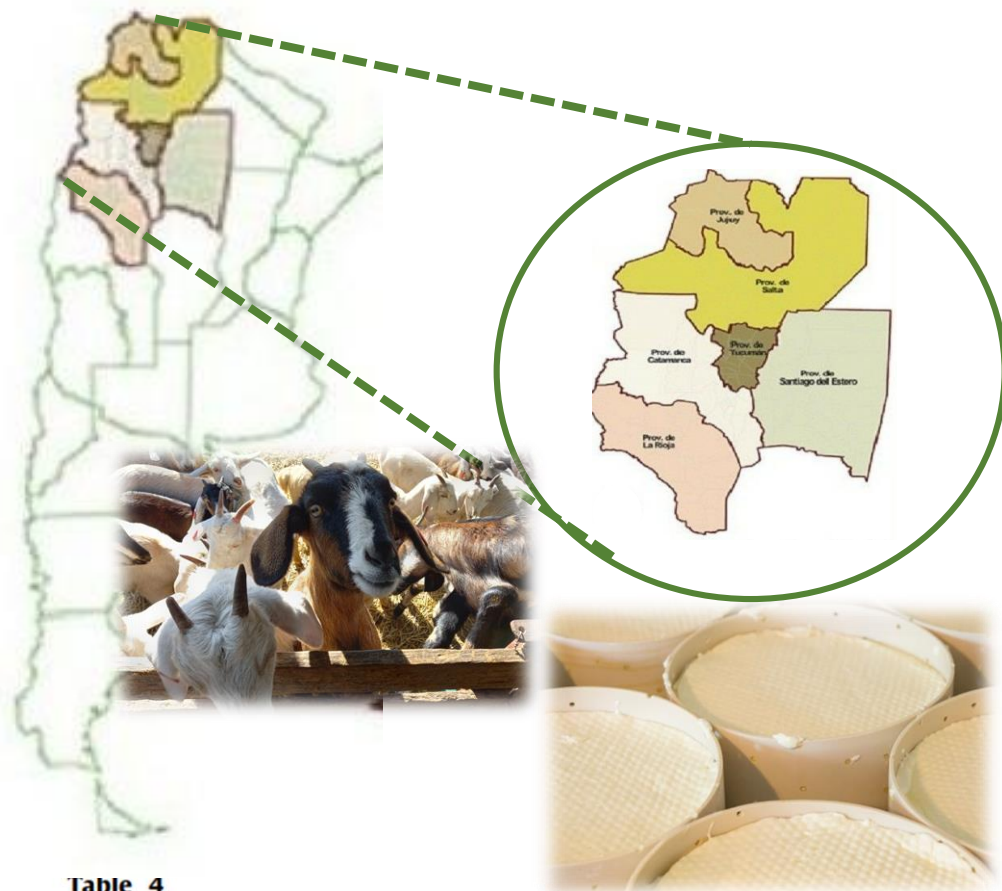 Prov. de
Jujuy
Prov. de
Salta
Prov. de
Tucumán
Prov. de
Catamarca
Prov. de
Santiago del Estero
Prov. de
La Rioja
Table 4